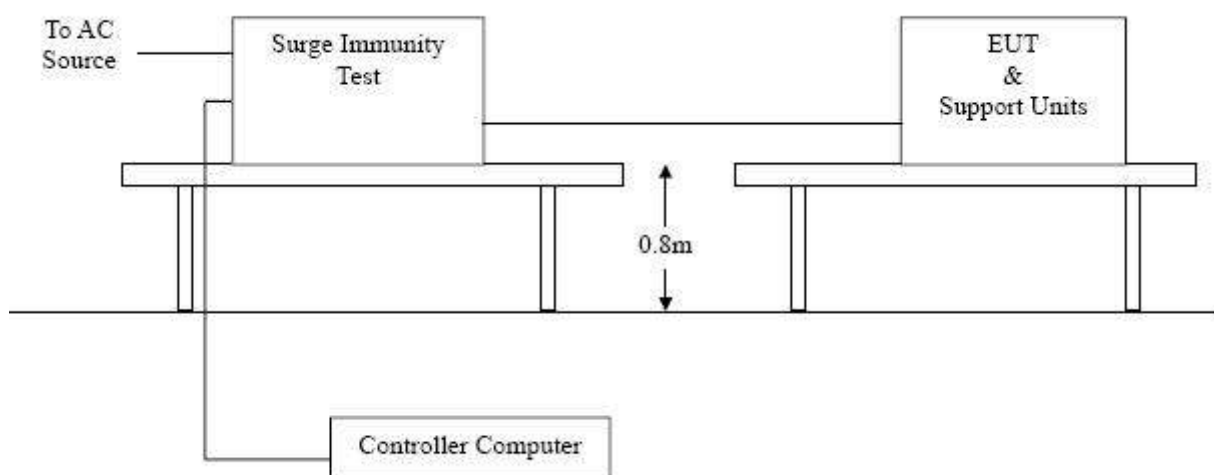 To AC
Source
Surge Immunity
Test
EUT
&
Support Units
0.8m
Controller Computer